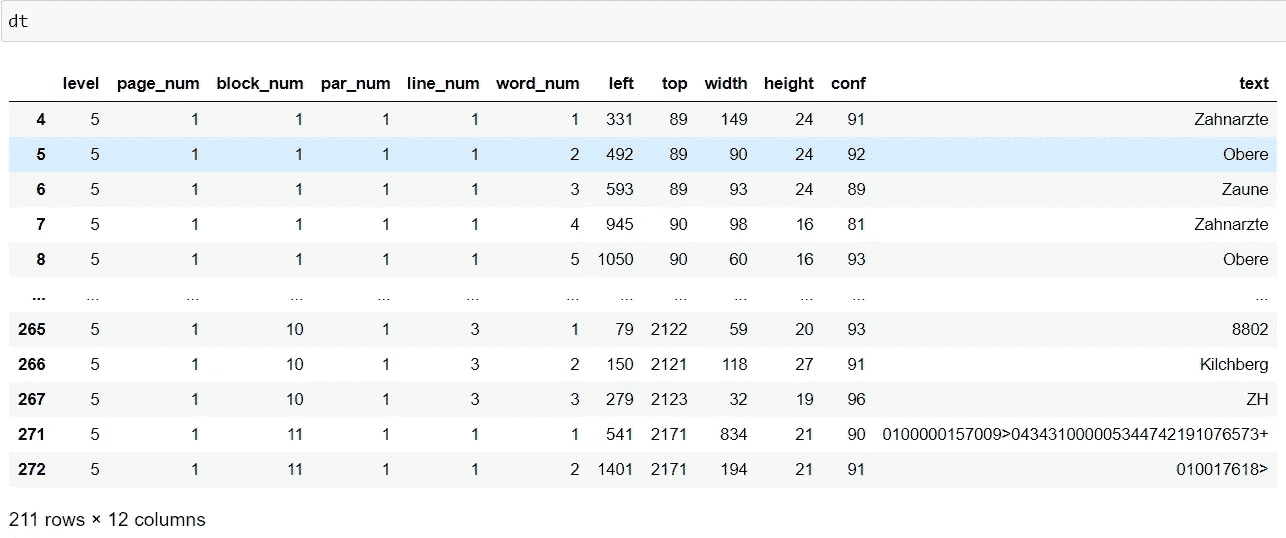 dt
level page_num block_num par_num line_num word_num left top width height conf text
4 5 1 1 1 1 1 331 89 149 24 91 Zahnarzte
5 5 1 1 1 1 2 492 89 90 24 92 Obere
6 5 1 1 1 1 3 593 89 93 24 89 Zaune
7 5 1 1 1 1 4 945 90 98 16 81 Zahnarzte
8 5 1 1 1 1 5 1050 90 60 16 93 Obere
... ... ... ... ... ... ... ... ... ... ... ... ...
265 5 1 10 1 3 1 79 2122 59 20 93 8802
266 5 1 10 1 3 2 150 2121 118 27 91 Kilchberg
267 5 1 10 1 3 3 279 2123 32 19 96 ZH
271 5 1 11 1 1 1 541 2171 834 21 90 0100000157009>043431000005344742191076573+
272 5 1 11 1 1 2 1401 2171 194 21 91 010017618>
211 rows × 12 columns